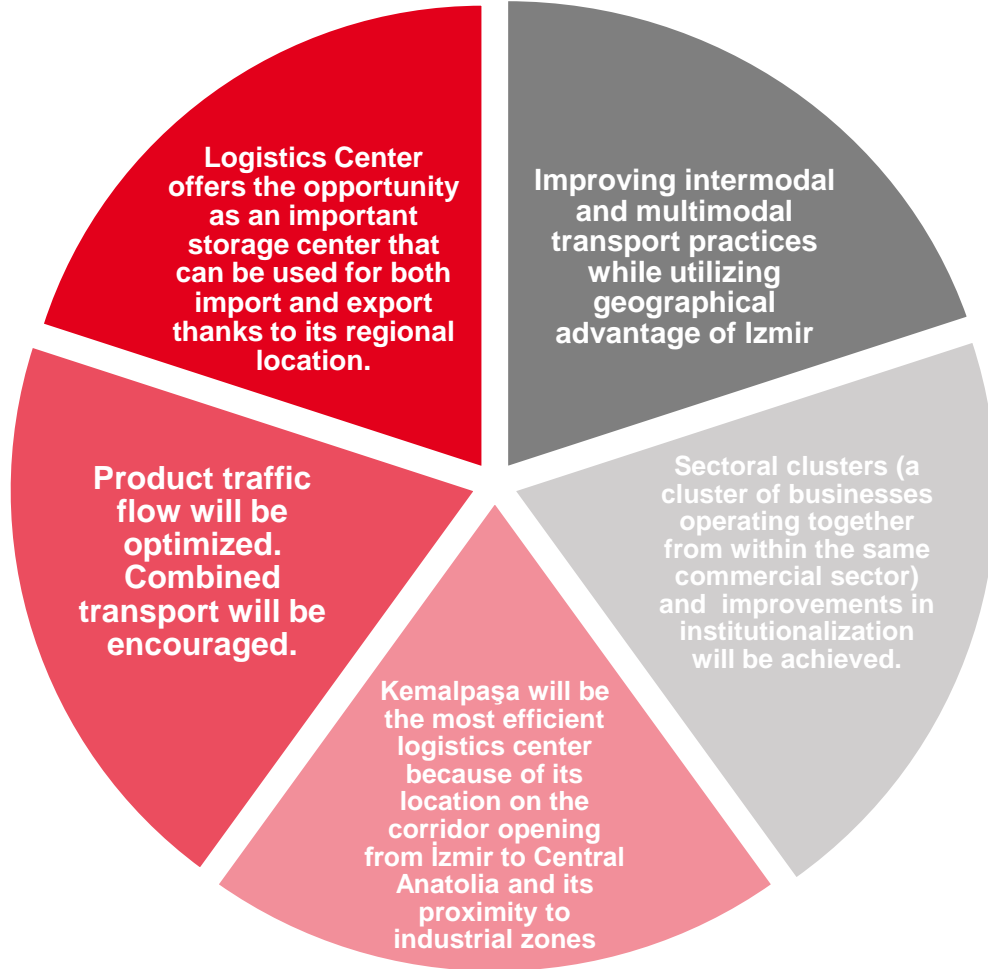 Logistics Center
offers the opportunity
as an important
storage center that
can be used for both
import and export
thanks to its regional
location.
Improving intermodal
and multimodal
transport practices
while utilizing
geographical
advantage of Izmir
Sectoral clusters (a
cluster of businesses
operating together
from within the same
commercial sector)
and  improvements in
institutionalization
will be achieved.
Kemalpaşa will be
the most efficient
logistics center
because of its
location on the
corridor opening
from İzmir to Central
Anatolia and its
proximity to
industrial zones
Product traffic
flow will be
optimized.
Combined
transport will be
encouraged.